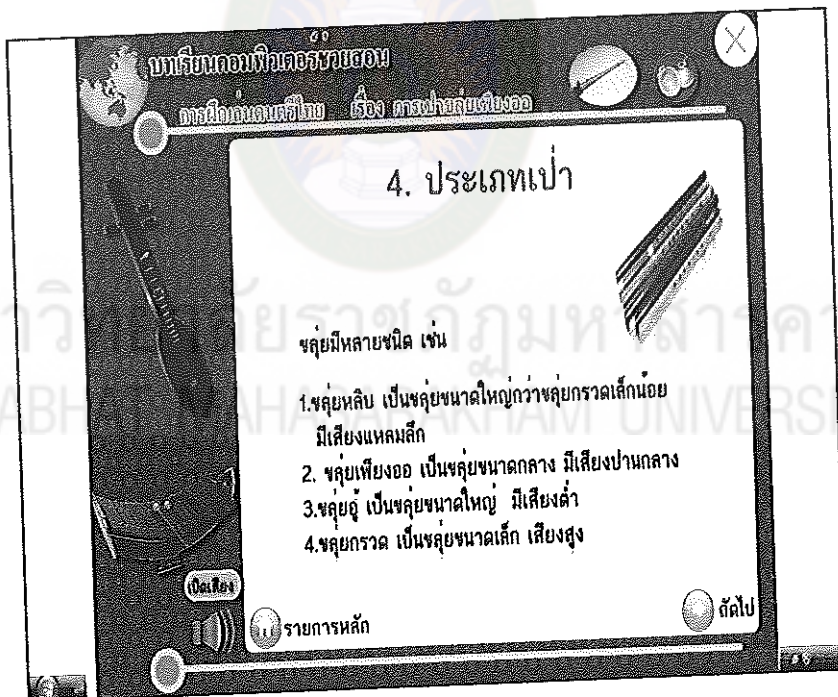 บทเรียนคอมพิวเตอร์ช่วยสอน
การฝึกเล่นดนตรีไทย เรื่อง การเป่าขลุ่ยเพียงออ
4. ประเภทเป่า
ขลุ่ยมีหลายชนิด เช่น
1.ขลุ่ยหลิบ เป็นขลุ่ยขนาดใหญ่กว่าขลุ่ยกรวดเล็กน้อย
มีเสียงแหลมลึก
2. ขลุ่ยเพียงออ เป็นขลุ่ยขนาดกลาง มีเสียงปานกลาง
3.ขลุ่ยอู้ เป็นขลุ่ยขนาดใหญ่ มีเสียงต่ำ
4.ขลุ่ยกรวด เป็นขลุ่ยขนาดเล็ก เสียงสูง
เปิดเสียง
รายการหลัก
ถัดไป